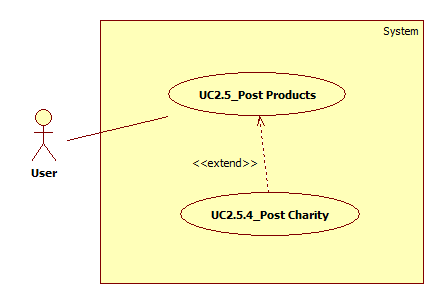 System
UC2.5_Post Products
User
<<extend>>
UC2.5.4_Post Charity